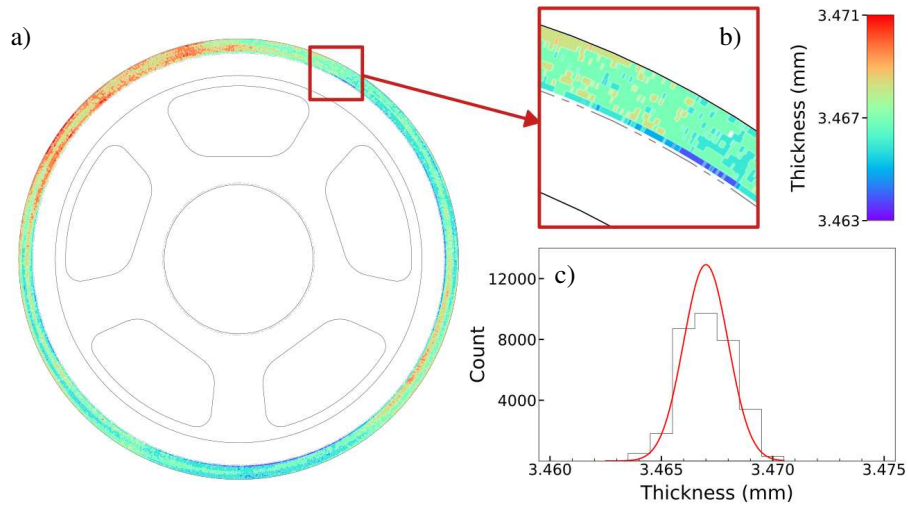 a)
b)
Thickness (mm)
3.471
3.467
3.463
c)
Count
12000
8000
4000
3.460
3.465
3.470
3.475
Thickness (mm)